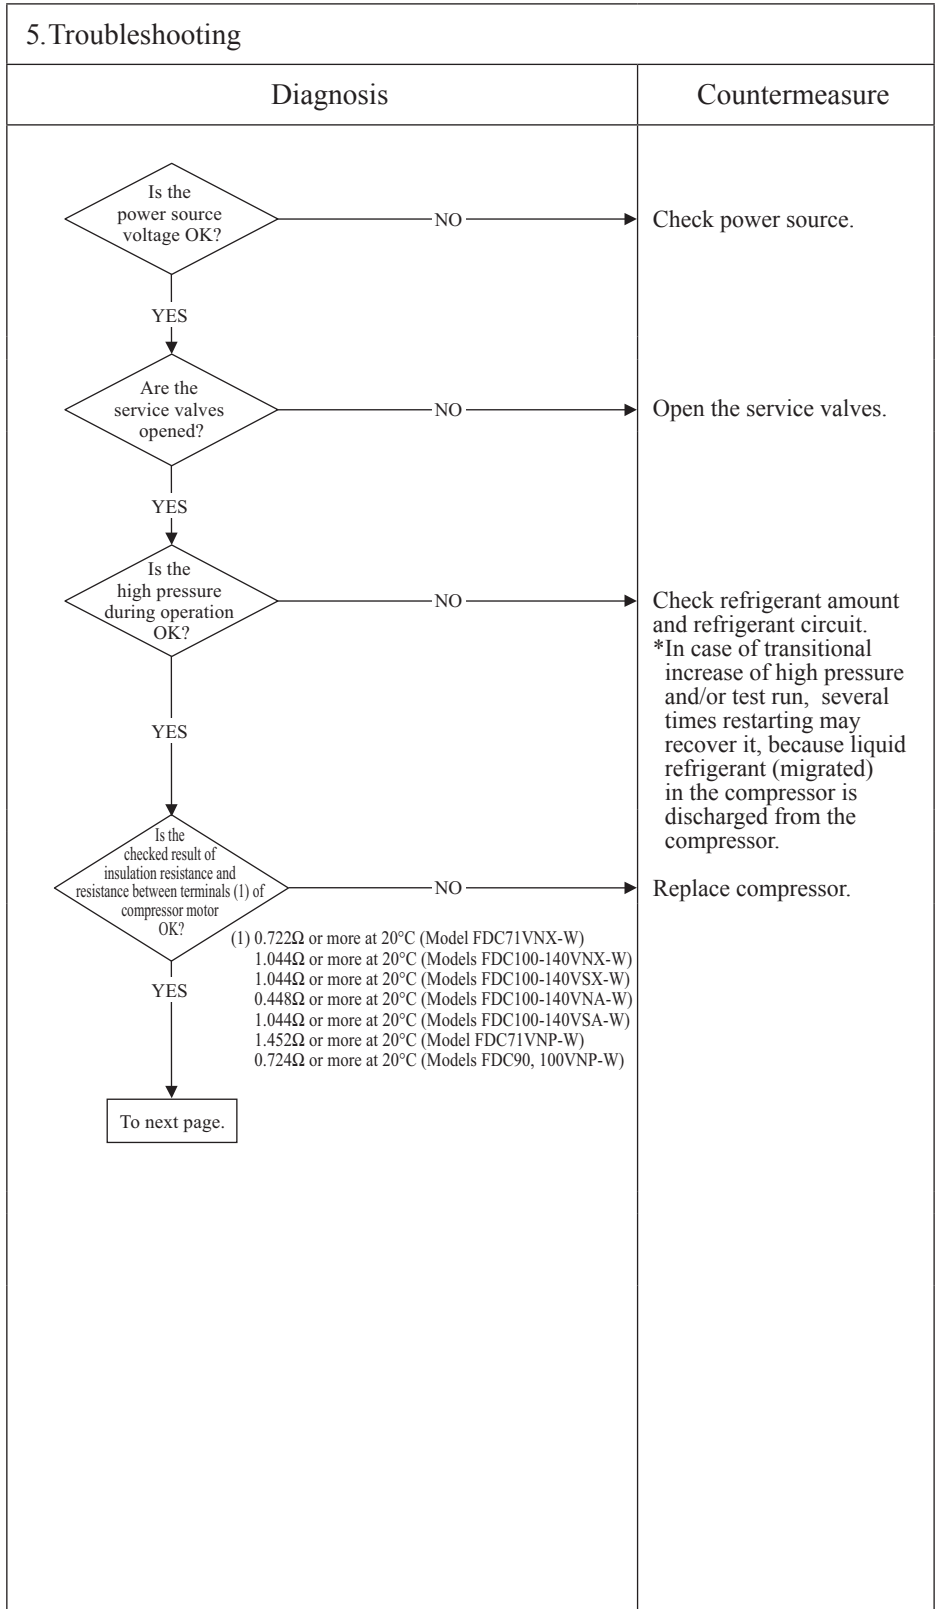 5.Troubleshooting
Diagnosis
Countermeasure
Is the
power source
voltage OK?
NO
Check power source.
YES
Are the
service valves
opened?
NO
Open the service valves.
YES
Is the
high pressure
during operation
OK?
NO
Check refrigerant amount
and refrigerant circuit.
*In case of transitional
increase of high pressure
and/or test run, several
times restarting may
recover it, because liquid
refrigerant (migrated)
in the compressor is
discharged from the
compressor.
YES
Is the
checked result of
insulation resistance and
resistance between terminals (1) of
compressor motor
OK?
NO
Replace compressor.
(1) 0.722Ω or more at 20°C (Model FDC71VNX-W)
1.044Ω or more at 20°C (Models FDC100-140VNX-W)
1.044Ω or more at 20°C (Models FDC100-140VSX-W)
0.448Ω or more at 20°C (Models FDC100-140VNA-W)
1.044Ω or more at 20°C (Models FDC100-140VSA-W)
1.452Ω or more at 20°C (Model FDC71VNP-W)
0.724Ω or more at 20°C (Models FDC90, 100VNP-W)
YES
To next page.